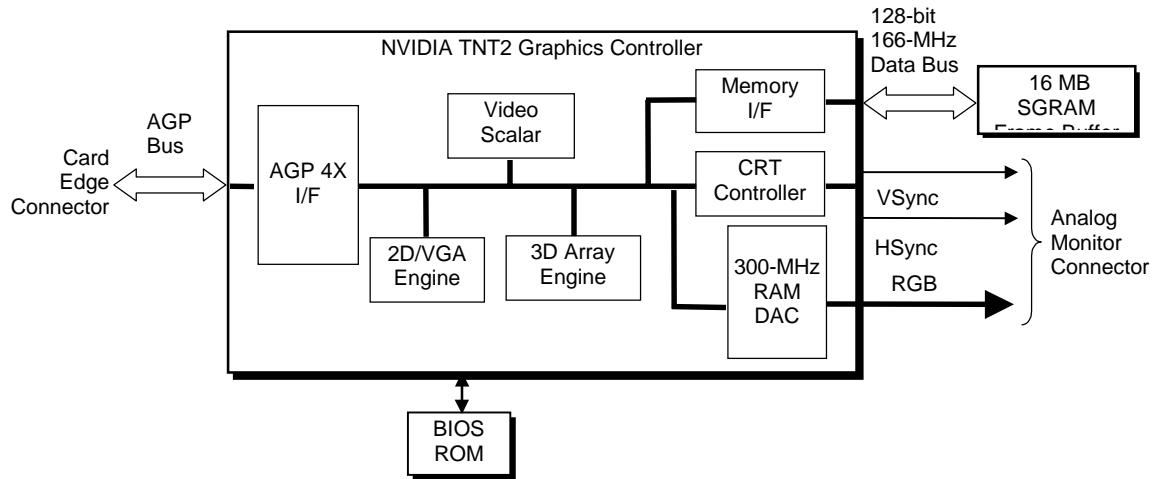 128-bit
166-MHz
Data Bus
NVIDIA TNT2 Graphics Controller
16 MB
SGRAM
Frame Buffer
Memory
I/F
Video
Scalar
AGP
Bus
Card
Edge
Connector
AGP 4X
I/F
CRT
Controller
VSync
HSync
RGB
Analog
Monitor
Connector
2D/VGA
Engine
3D Array
Engine
300-MHz
RAM
DAC
BIOS
ROM